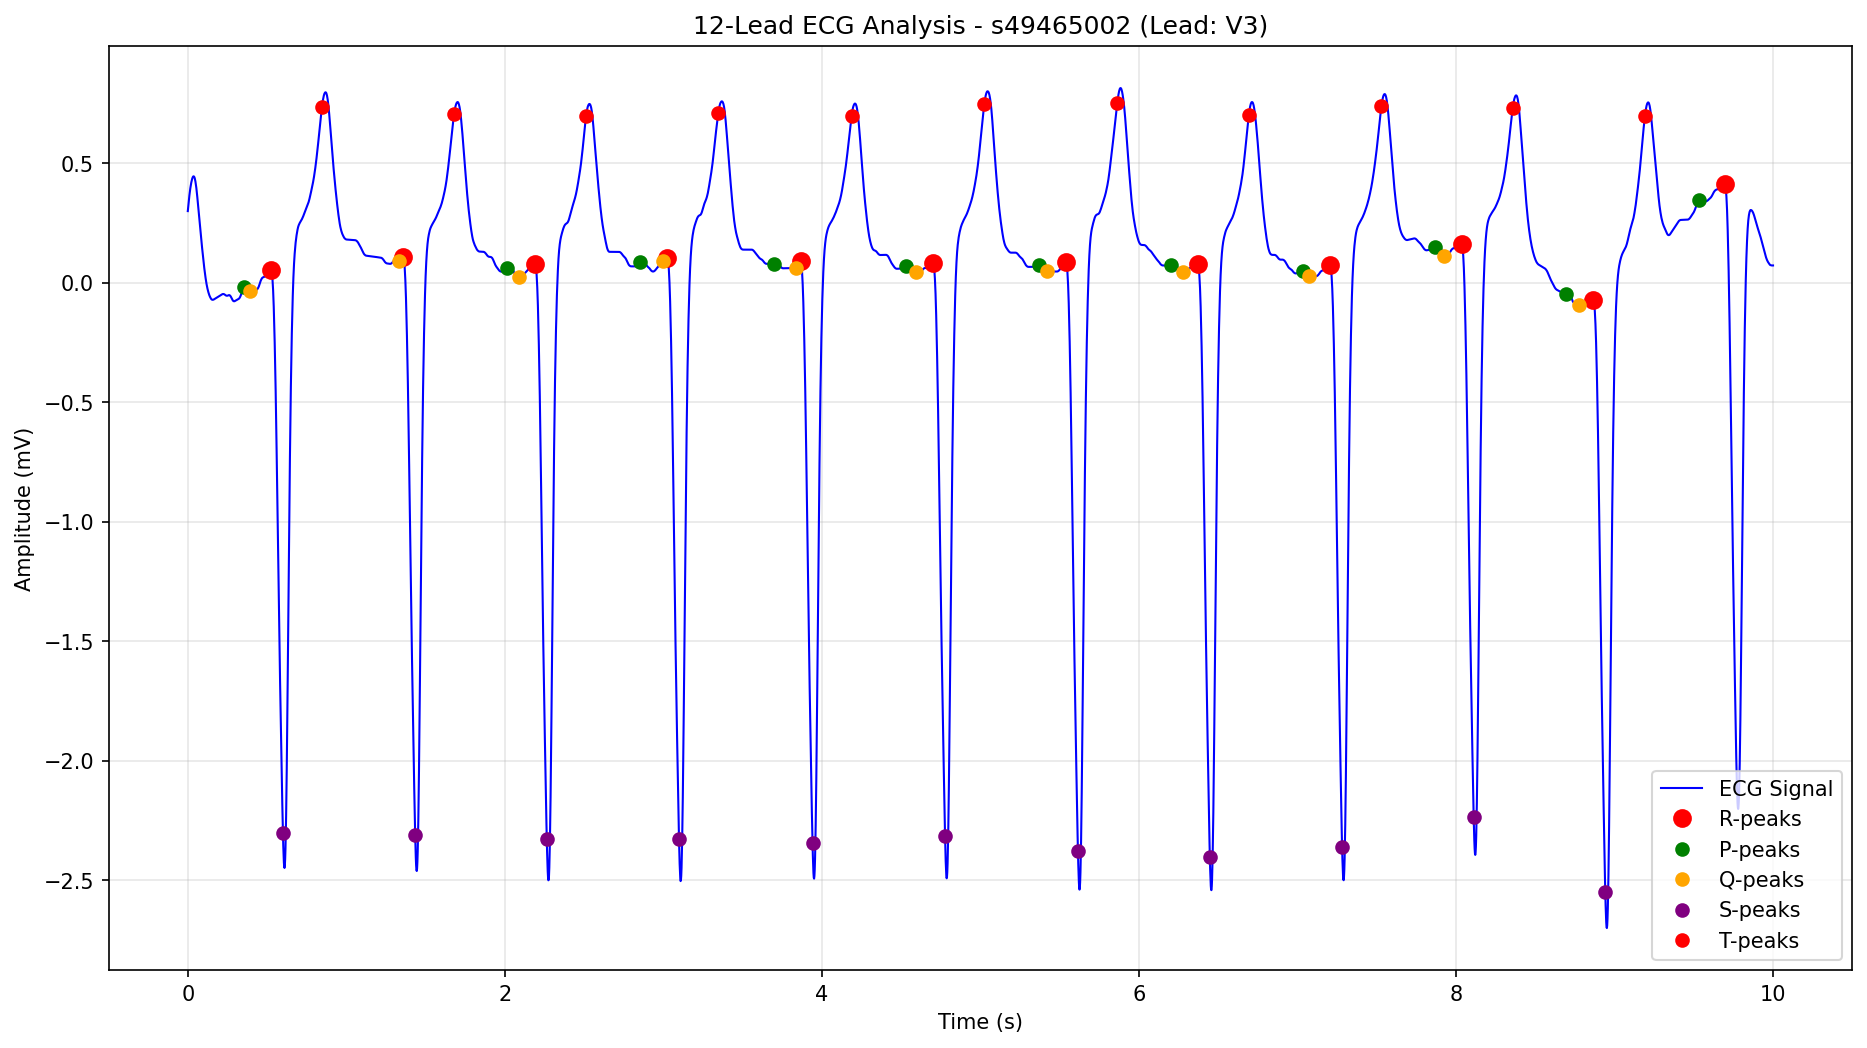 12-Lead ECG Analysis - s49465002 (Lead: V3)
Amplitude (mV)
0.5
0.0
−0.5
−1.0
−1.5
−2.0
−2.5
0 2 4 6 8 10
Time (s)
ECG Signal
R-peaks
P-peaks
Q-peaks
S-peaks
T-peaks